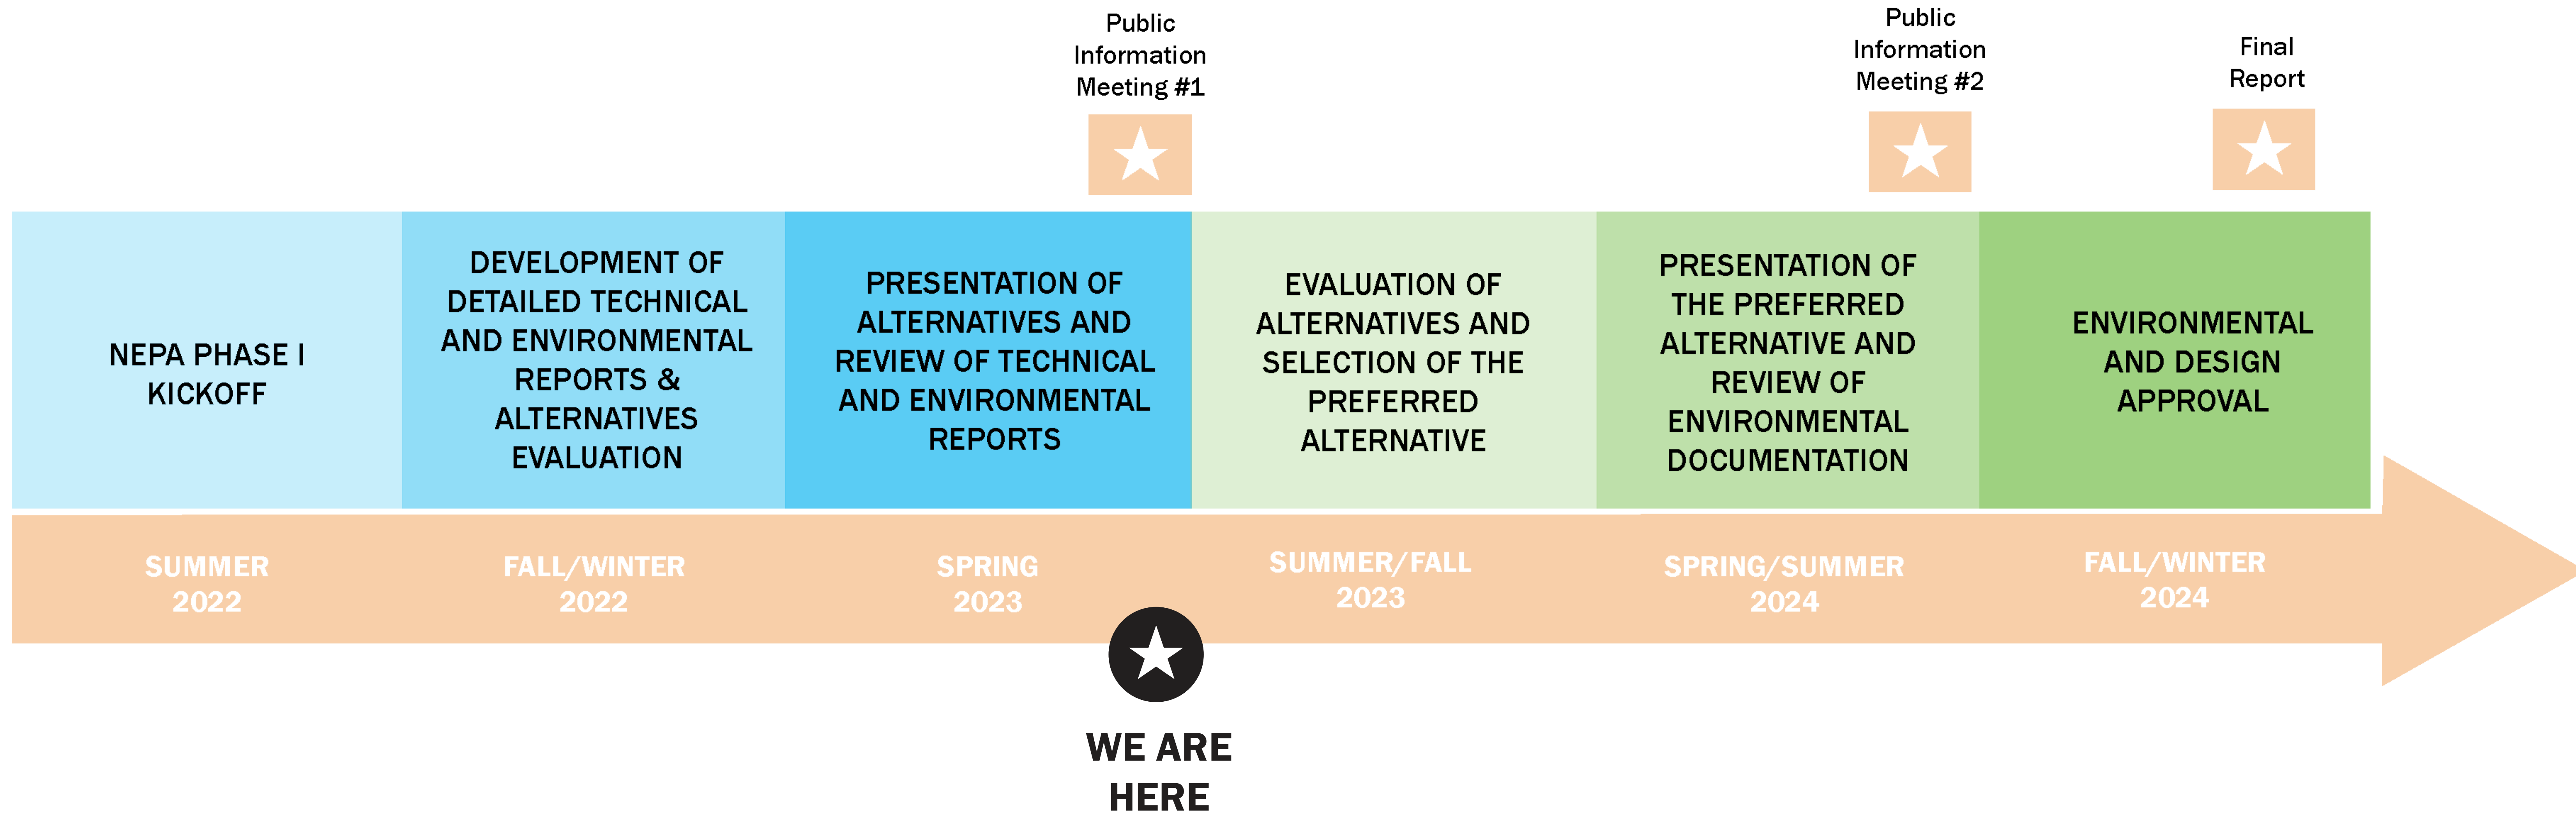 Public
Information
Meeting #1
Public
Information
Meeting #2
Final
Report
NEPA PHASE I
KICKOFF
DEVELOPMENT OF
DETAILED TECHNICAL
AND ENVIRONMENTAL
REPORTS &
ALTERNATIVES
EVALUATION
PRESENTATION OF
ALTERNATIVES AND
REVIEW OF TECHNICAL
AND ENVIRONMENTAL
REPORTS
EVALUATION OF
ALTERNATIVES AND
SELECTION OF THE
PREFERRED
ALTERNATIVE
PRESENTATION OF
THE PREFERRED
ALTERNATIVE AND
REVIEW OF
ENVIRONMENTAL
DOCUMENTATION
ENVIRONMENTAL
AND DESIGN
APPROVAL
SUMMER
2022
FALL/WINTER
2022
SPRING
2023
SUMMER/FALL
2023
SPRING/SUMMER
2024
FALL/WINTER
2024
WE ARE
HERE